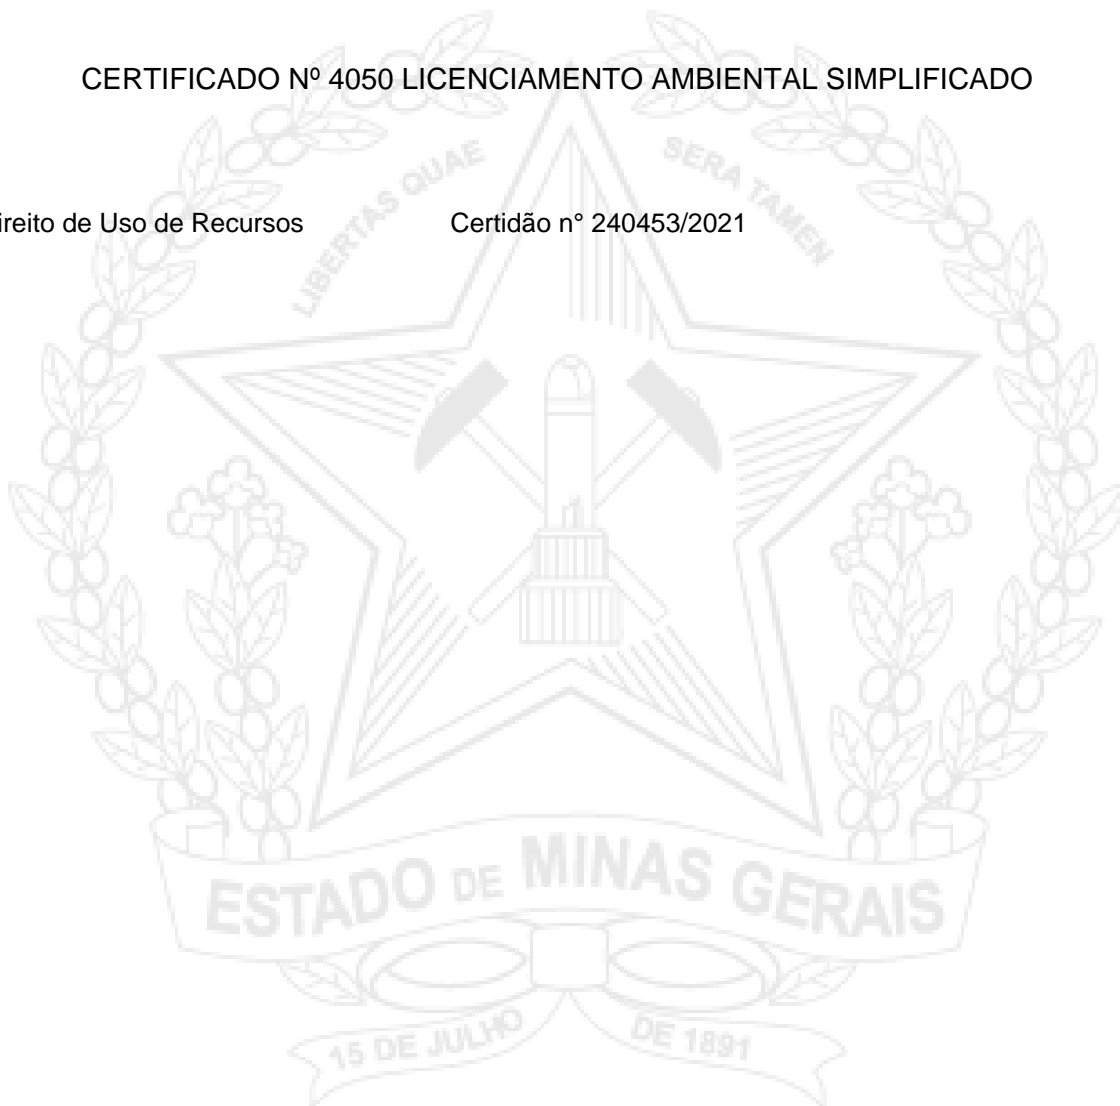 CERTIFICADO Nº 4050 LICENCIAMENTO AMBIENTAL SIMPLIFICADO
LIBERTAS QUAE SERA TAMEN
ireito de Uso de Recursos Certidão n° 240453/2021
ESTADO DE MINAS GERAIS
15 DE JULHO DE 1891